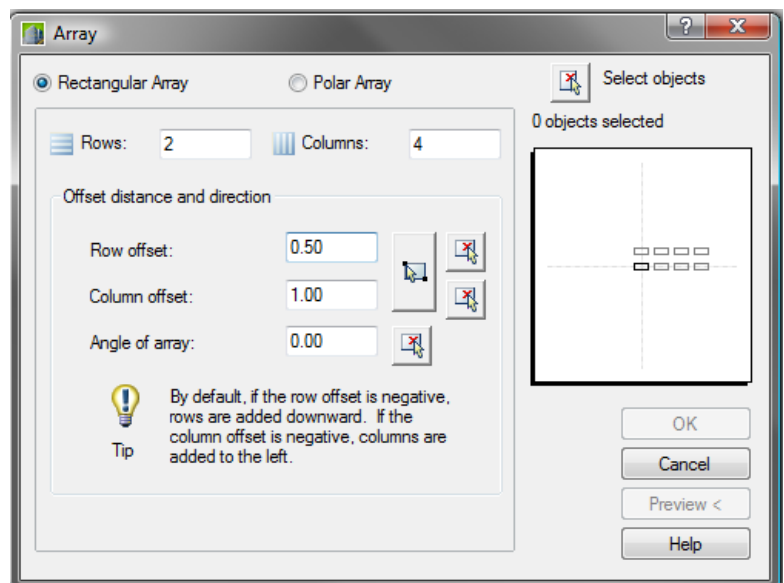 Array
?
X
Rectangular Array
Polar Array
Select objects
0 objects selected
Rows: 2
Columns: 4
Offset distance and direction
Row offset: 0.50
Column offset: 1.00
Angle of array: 0.00
Tip
By default, if the row offset is negative,
rows are added downward. If the
column offset is negative, columns are
added to the left.
OK
Cancel
Preview <
Help